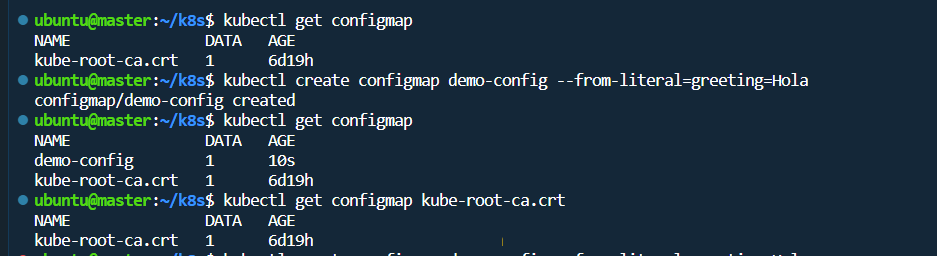 ubuntu@master:~/k8s$ kubectl get configmap
NAME DATA AGE
kube-root-ca.crt 1 6d19h
ubuntu@master:~/k8s$ kubectl create configmap demo-config --from-literal=greeting=Hola
configmap/demo-config created
ubuntu@master:~/k8s$ kubectl get configmap
NAME DATA AGE
demo-config 1 10s
kube-root-ca.crt 1 6d19h
ubuntu@master:~/k8s$ kubectl get configmap kube-root-ca.crt
NAME DATA AGE
kube-root-ca.crt 1 6d19h